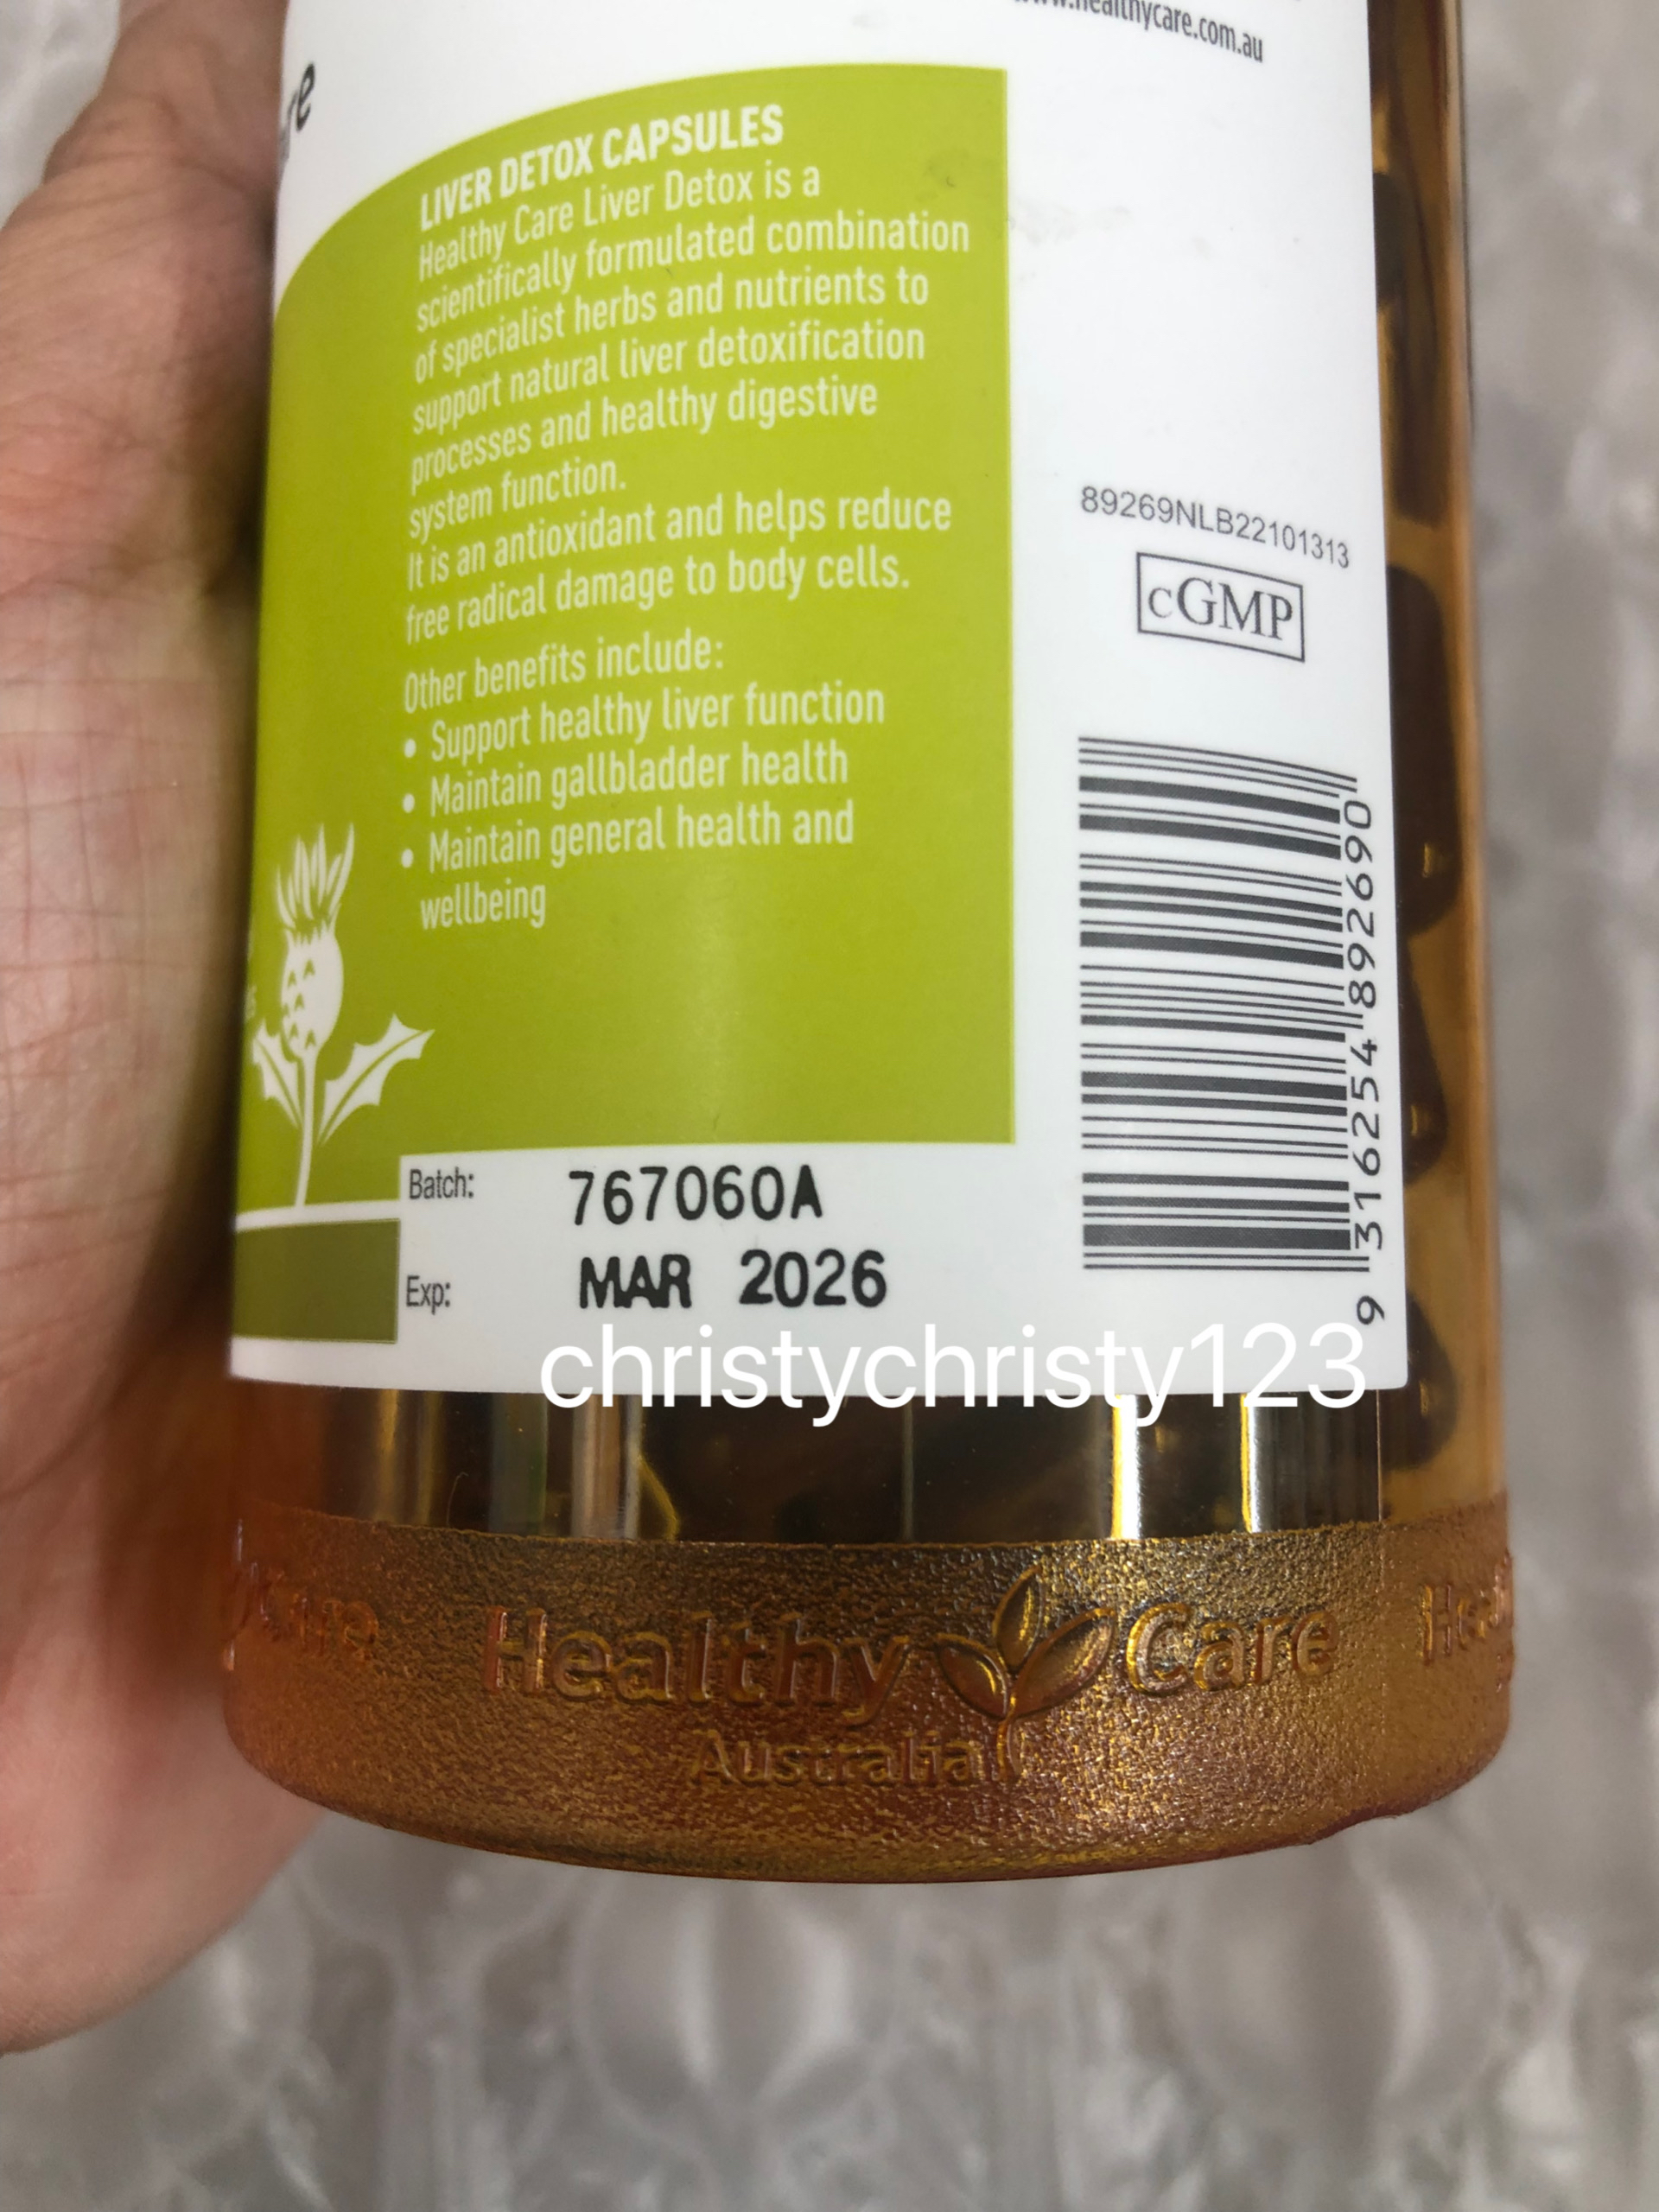 www.healthycare.com.au
LIVER DETOX CAPSULES
Healthy Care Liver Detox is a
scientifically formulated combination
of specialist herbs and nutrients to
support natural liver detoxification
processes and healthy digestive
system function.
It is an antioxidant and helps reduce
free radical damage to body cells.
Other benefits include:
• Support healthy liver function
• Maintain gallbladder health
• Maintain general health and
wellbeing
89269NLB22101313
cGMP
9 316254 892690
Batch: 767060A
Exp: MAR 2026
christychristy123
Healthy Care
Australia